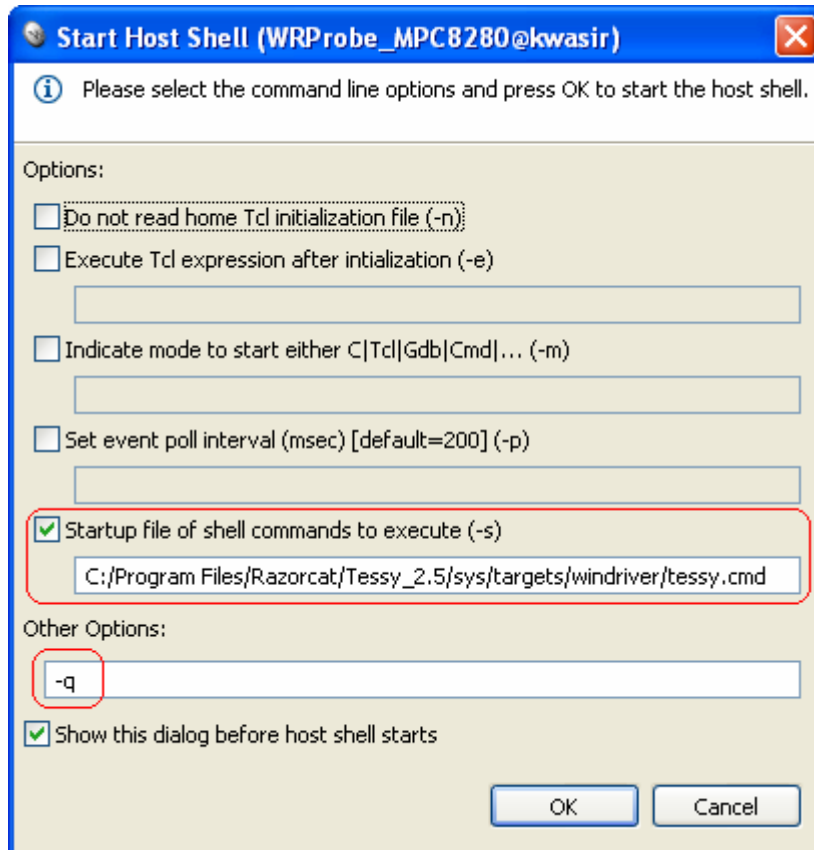 Start Host Shell (WRProbe_MPC8280@kwasir)
Please select the command line options and press OK to start the host shell.
Options:
Do not read home Tcl initialization file (-n)
Execute Tcl expression after intialization (-e)
Indicate mode to start either C|Tcl|Gdb|Cmd|... (-m)
Set event poll interval (msec) [default=200] (-p)
Startup file of shell commands to execute (-s)
C:/Program Files/Razorcat/Tessy_2.5/sys/targets/windriver/tessy.cmd
Other Options:
-q
Show this dialog before host shell starts
OK
Cancel